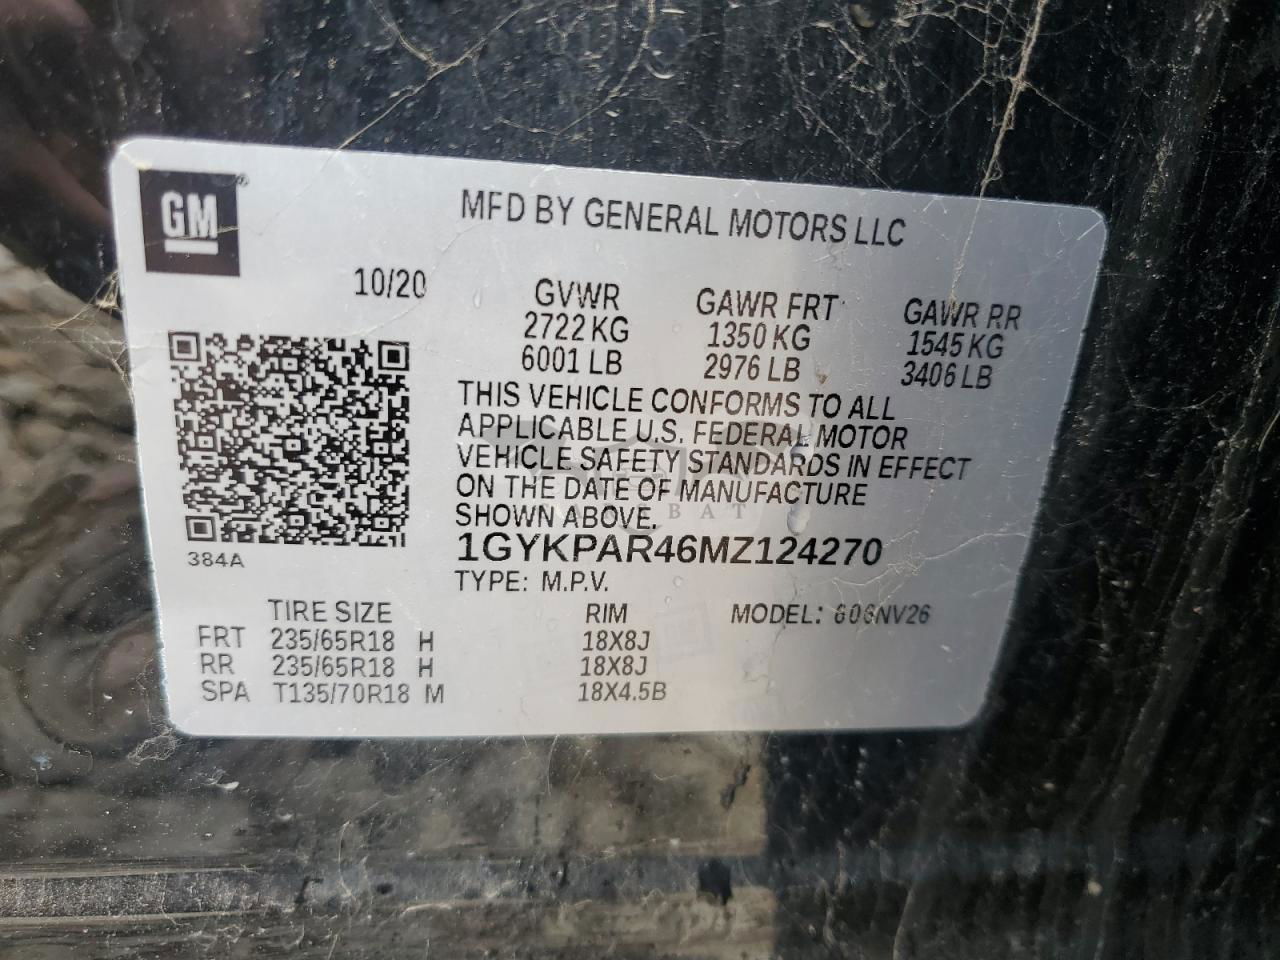 GM
MFD BY GENERAL MOTORS LLC
10/20
GVWR GAWR FRT GAWR RR
2722 KG 1350 KG 1545 KG
6001 LB 2976 LB 3406 LB
THIS VEHICLE CONFORMS TO ALL
APPLICABLE U.S. FEDERAL MOTOR
VEHICLE SAFETY STANDARDS IN EFFECT
ON THE DATE OF MANUFACTURE
SHOWN ABOVE.
384A
1GYKPAR46MZ124270
TYPE: M.P.V.
TIRE SIZE RIM MODEL: 606NV26
FRT 235/65R18 H 18X8J
RR 235/65R18 H 18X8J
SPA T135/70R18 M 18X4.5B